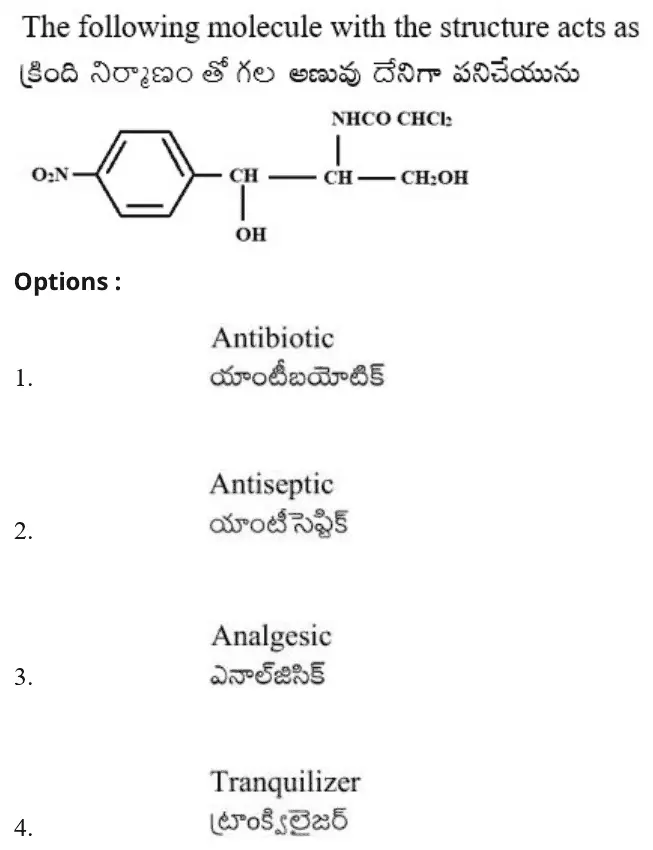 The following molecule with the structure acts as
క్రింది నిర్మాణం తో గల అణువు దేనిగా పనిచేయును
NHCO CHCl₂
O₂N CH CH CH₂OH
OH
Options :
Antibiotic
1. యాంటీబయోటిక్
Antiseptic
2. యాంటీసెప్టిక్
Analgesic
3. ఎనాల్జిసిక్
Tranquilizer
4. ట్రాంక్విలైజర్